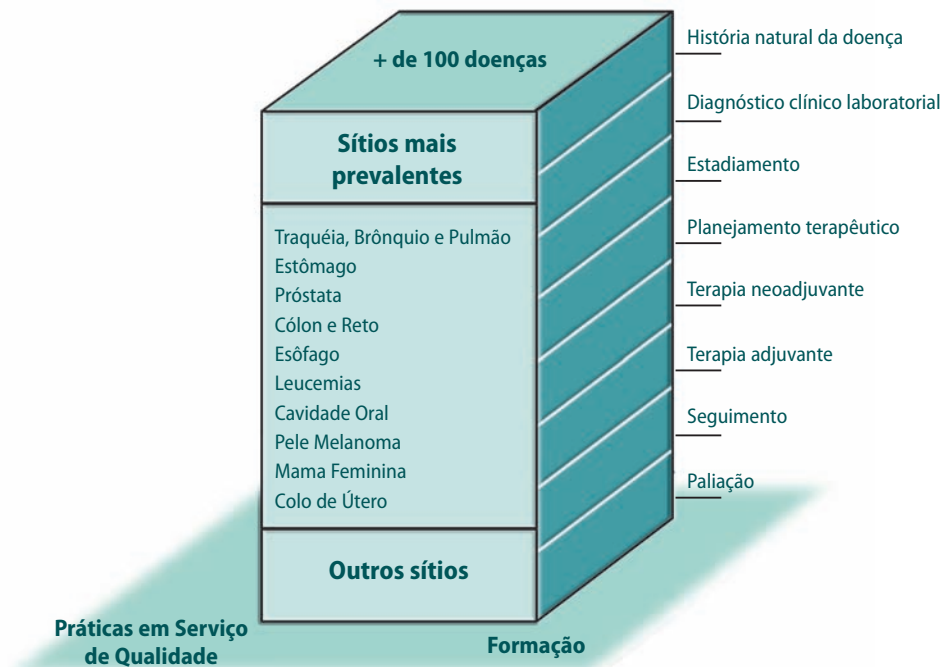 + de 100 doenças
Sítios mais
prevalentes
Traquéia, Brônquio e Pulmão
Estômago
Próstata
Cólon e Reto
Esôfago
Leucemias
Cavidade Oral
Pele Melanoma
Mama Feminina
Colo de Útero
Outros sítios
História natural da doença
Diagnóstico clínico laboratorial
Estadiamento
Planejamento terapêutico
Terapia neoadjuvante
Terapia adjuvante
Seguimento
Paliação
Práticas em Serviço
de Qualidade
Formação